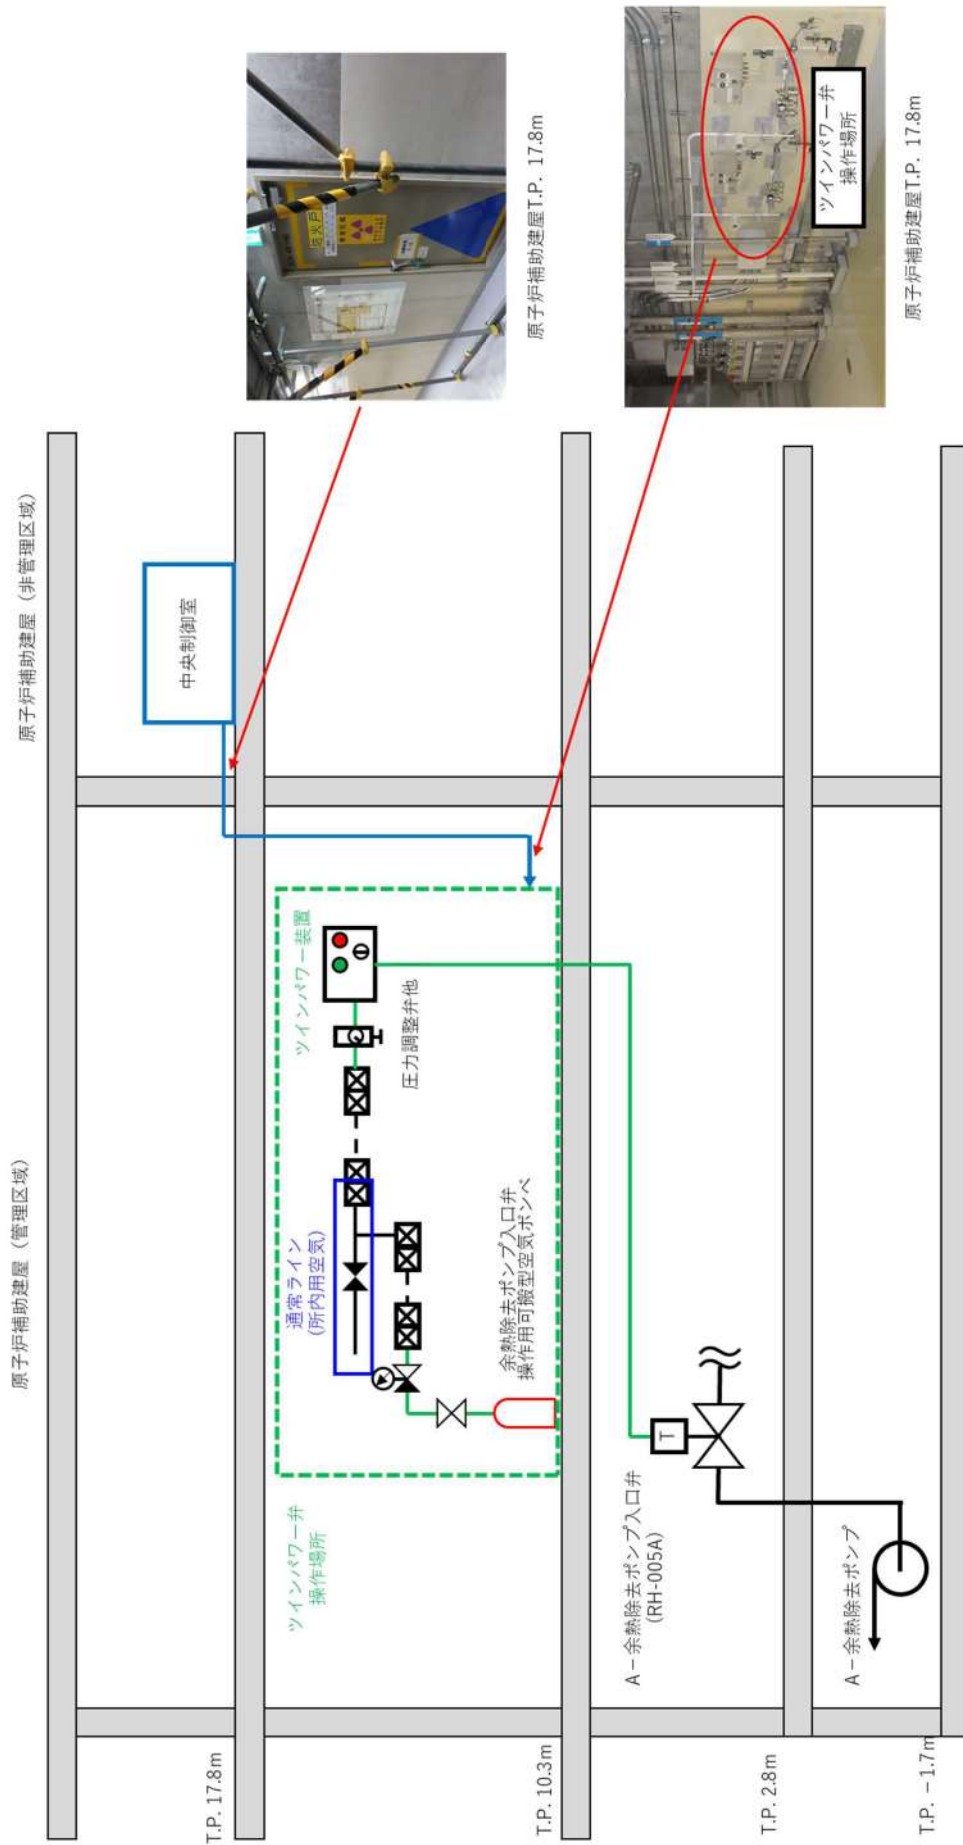 原子炉補助建屋（管理区域）
原子炉補助建屋（非管理区域）
中央制御室
T.P. 17.8m
ツインパワー弁
操作場所
通常ライン
(所内用空気)
ツインパワー装置
圧力調整弁他
余熱除去ポンプ入口弁
操作用可搬型空気ボンベ
T.P. 10.3m
A－余熱除去ポンプ入口弁
(RH-005A)
T
T.P. 2.8m
A－余熱除去ポンプ
T.P. －1.7m
防火戸
管理区域
原子炉補助建屋T.P. 17.8m
ツインパワー弁
操作場所
原子炉補助建屋T.P. 17.8m